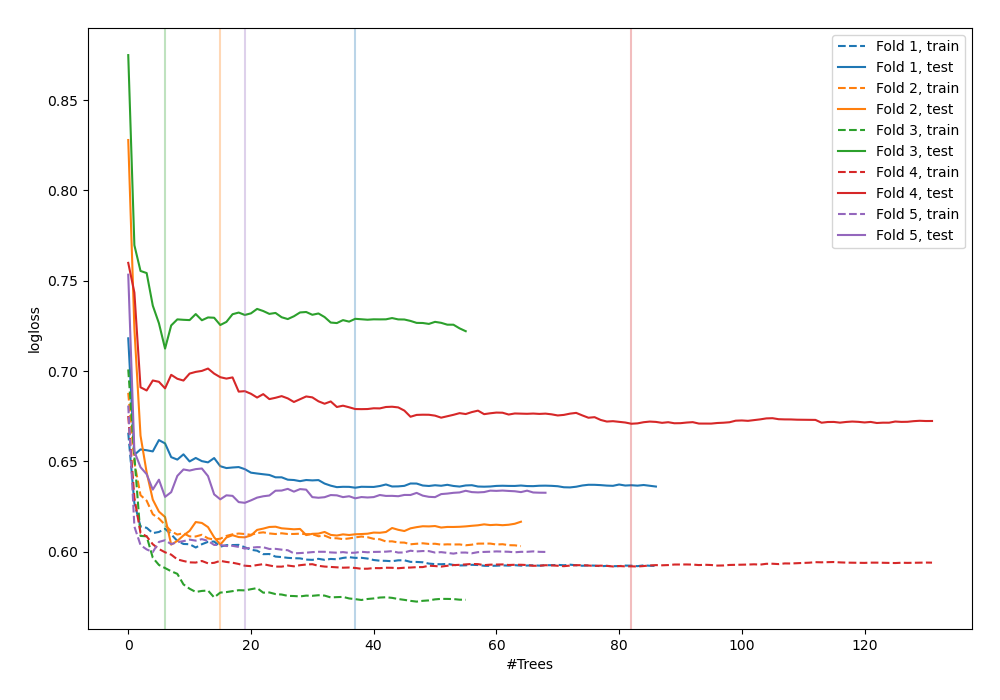 0.85
0.80
0.75
0.70
0.65
0.60
logloss
0 20 40 60 80 100 120
#Trees
Fold 1, train
Fold 1, test
Fold 2, train
Fold 2, test
Fold 3, train
Fold 3, test
Fold 4, train
Fold 4, test
Fold 5, train
Fold 5, test